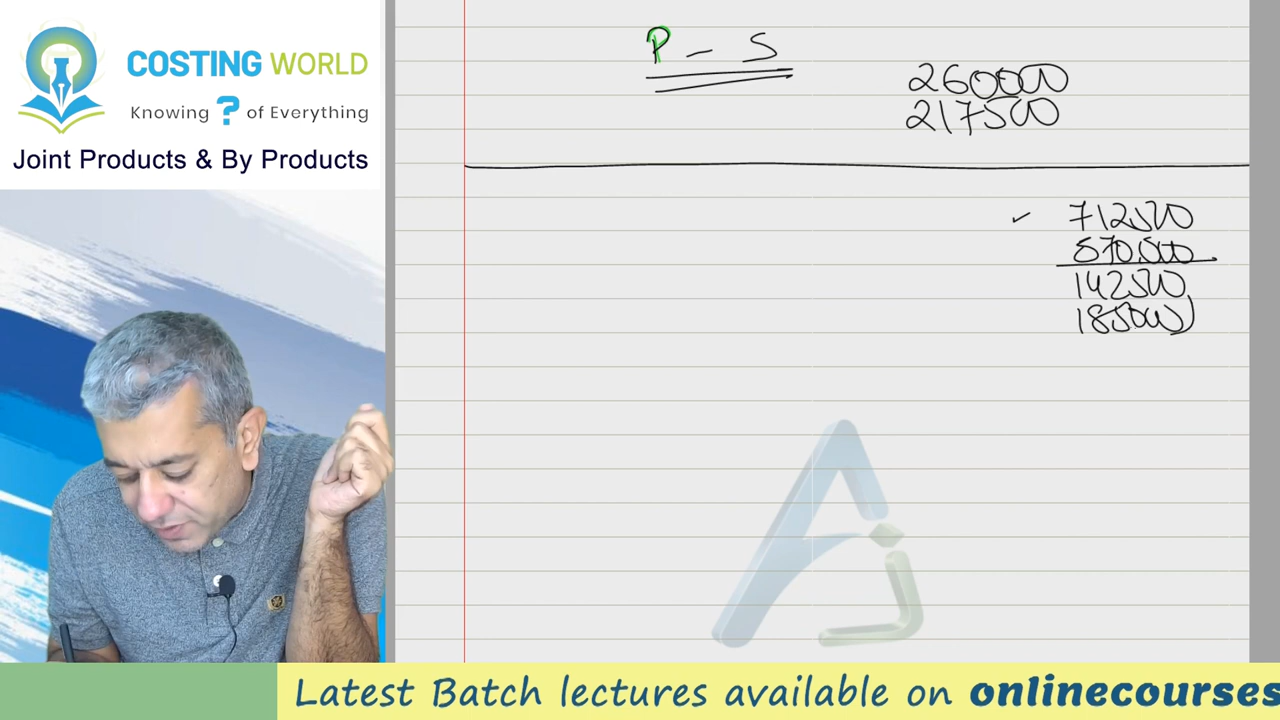 COSTING WORLD
Knowing ? of Everything
Joint Products & By Products
P - S
260000
217500
✓ 712500
570000
142500
185000)
Latest Batch lectures available on onlinecourses